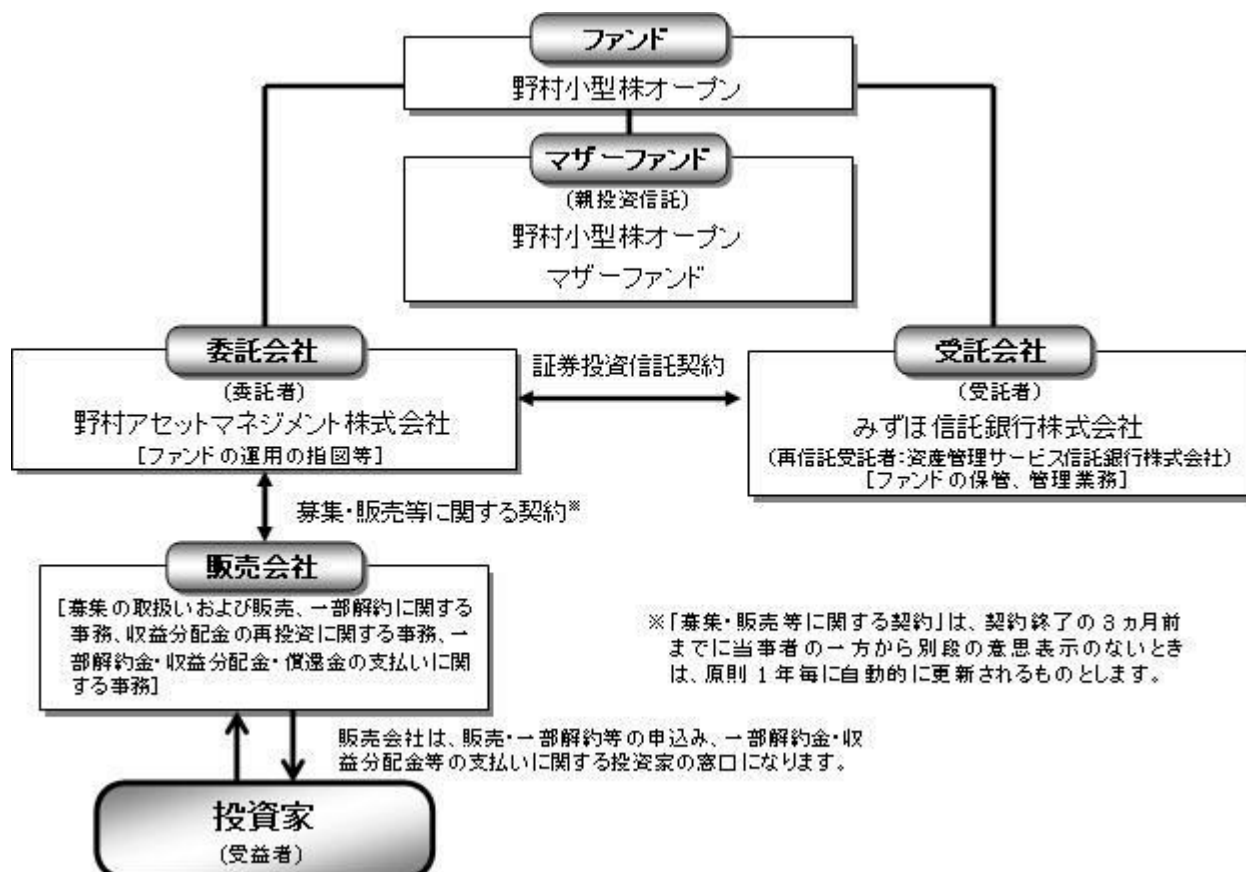 ファンド
野村小型株オープン
マザーファンド
(親投資信託)
野村小型株オープン
マザーファンド
委託会社
(委託者)
野村アセットマネジメント株式会社
[ファンドの運用の指図等]
証券投資信託契約
受託会社
(受託者)
みずほ信託銀行株式会社
(再信託受託者:資産管理サービス信託銀行株式会社)
[ファンドの保管、管理業務]
募集・販売等に関する契約※
販売会社
[募集の取扱いおよび販売、一部解約に関する
事務、収益分配金の再投資に関する事務、一
部解約金・収益分配金・償還金の支払いに関
する事務]
※「募集・販売等に関する契約」は、契約終了の3ヵ月前
までに当事者の一方から別段の意思表示のないとき
は、原則1年毎に自動的に更新されるものとします。
販売会社は、販売・一部解約等の申込み、一部解約金・収
益分配金等の支払いに関する投資家の窓口になります。
投資家
(受益者)